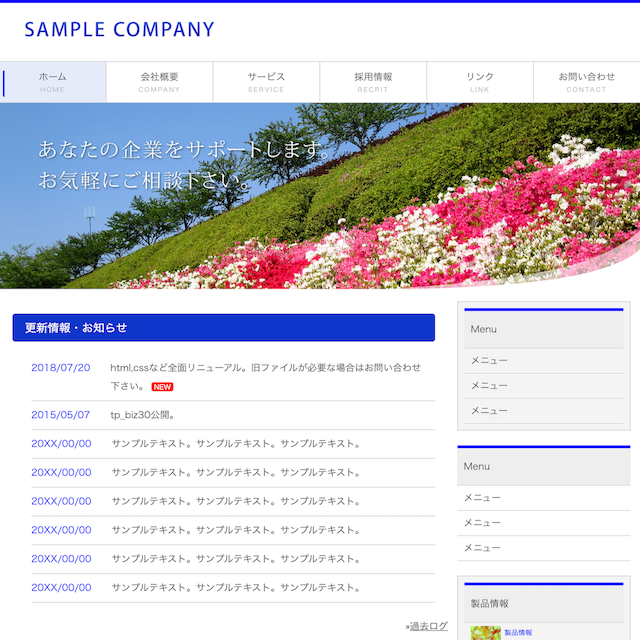 SAMPLE COMPANY
ホーム
HOME
会社概要
COMPANY
サービス
SERVICE
採用情報
RECRIT
リンク
LINK
お問い合わせ
CONTACT
あなたの企業をサポートします。
お気軽にご相談下さい。
更新情報・お知らせ
2018/07/20 html,cssなど全面リニューアル。旧ファイルが必要な場合はお問い合わせ
下さい。 NEW
2015/05/07 tp_biz30公開。
20XX/00/00 サンプルテキスト。サンプルテキスト。サンプルテキスト。
20XX/00/00 サンプルテキスト。サンプルテキスト。サンプルテキスト。
20XX/00/00 サンプルテキスト。サンプルテキスト。サンプルテキスト。
20XX/00/00 サンプルテキスト。サンプルテキスト。サンプルテキスト。
20XX/00/00 サンプルテキスト。サンプルテキスト。サンプルテキスト。
20XX/00/00 サンプルテキスト。サンプルテキスト。サンプルテキスト。
»過去ログ
Menu
メニュー
メニュー
メニュー
Menu
メニュー
メニュー
メニュー
製品情報
製品情報